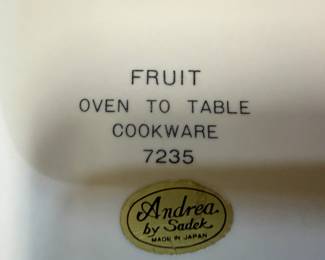 FRUIT
OVEN TO TABLE
COOKWARE
7235
Andrea
by Sadek
MADE IN JAPAN